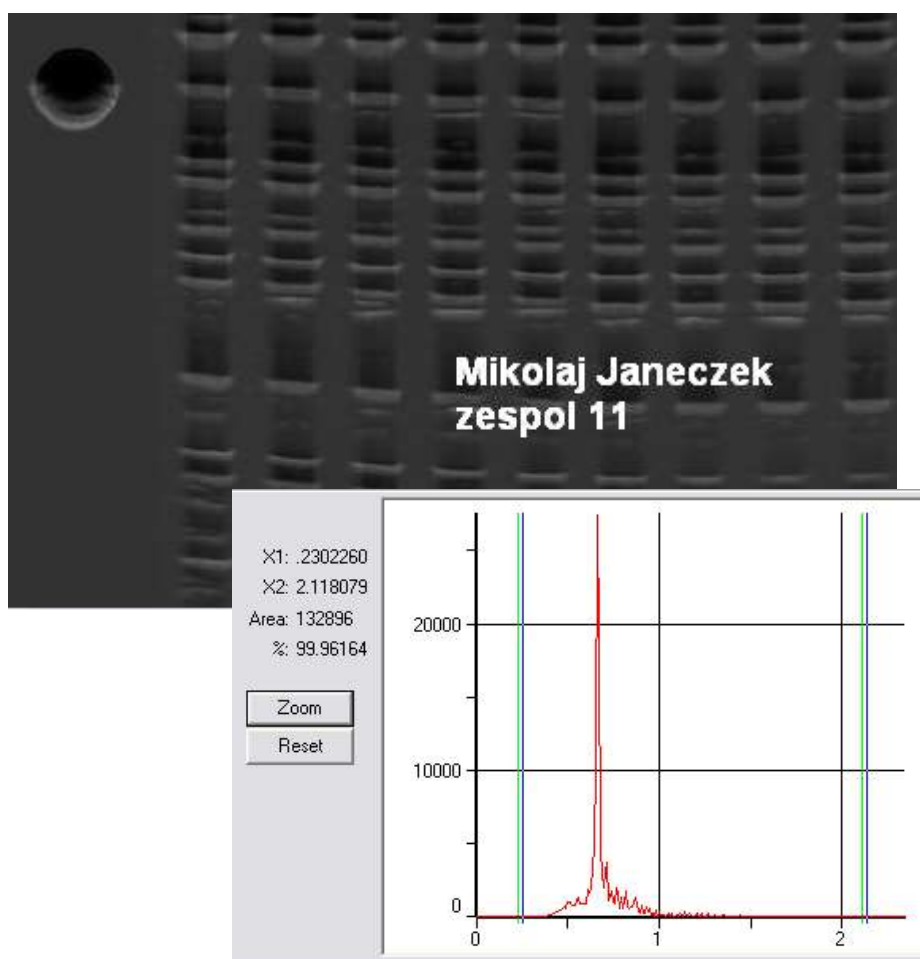 Mikolaj Janeczek
zespol 11
X1: .2302260
X2: 2.118079
Area: 132896
%: 99.96164
Zoom
Reset
20000
10000
0
0
1
2